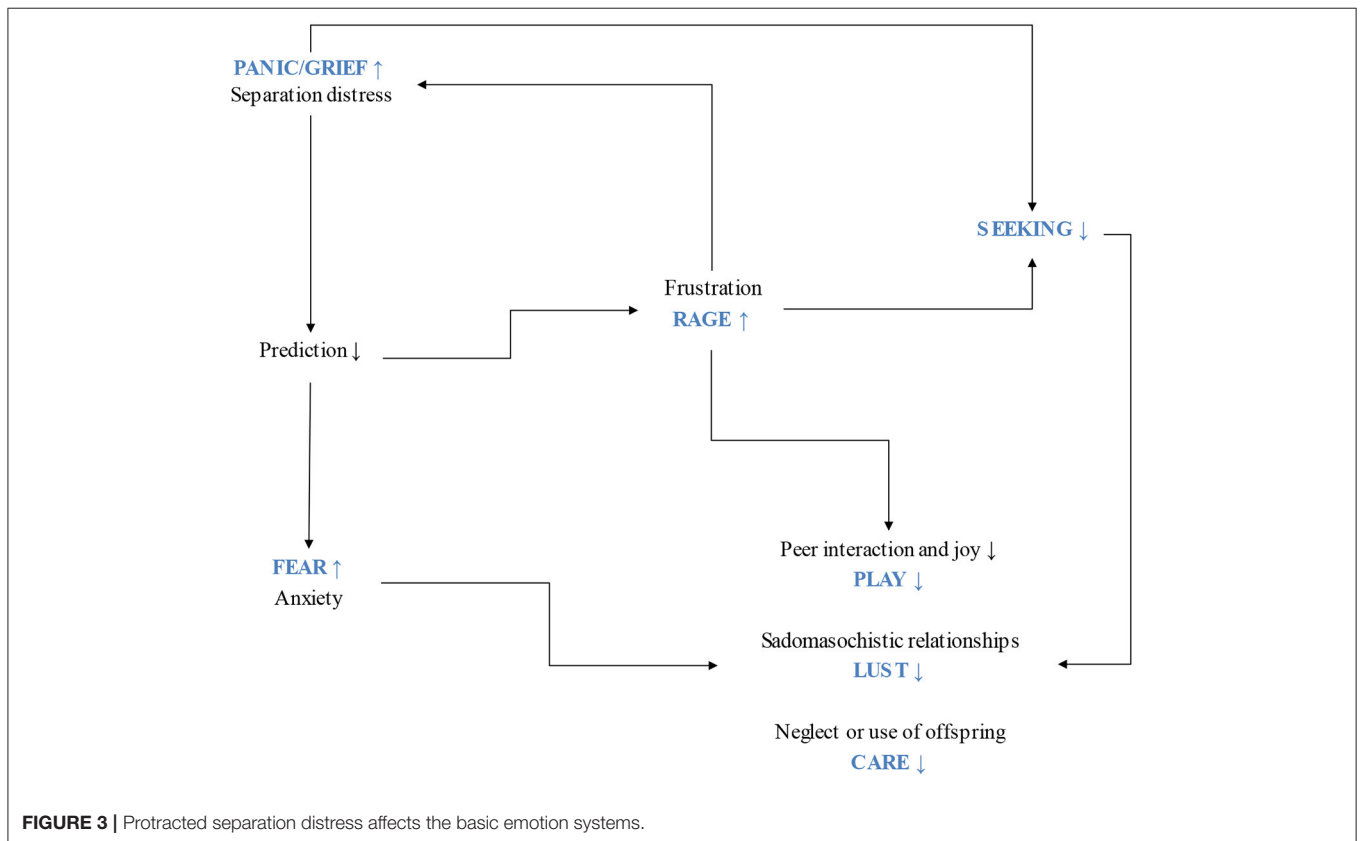 PANIC/GRIEF ↑
Separation distress
SEEKING ↓
Frustration
RAGE ↑
Prediction ↓
Peer interaction and joy ↓
PLAY ↓
FEAR ↑
Anxiety
Sadomasochistic relationships
LUST ↓
Neglect or use of offspring
CARE ↓
FIGURE 3 | Protracted separation distress affects the basic emotion systems.